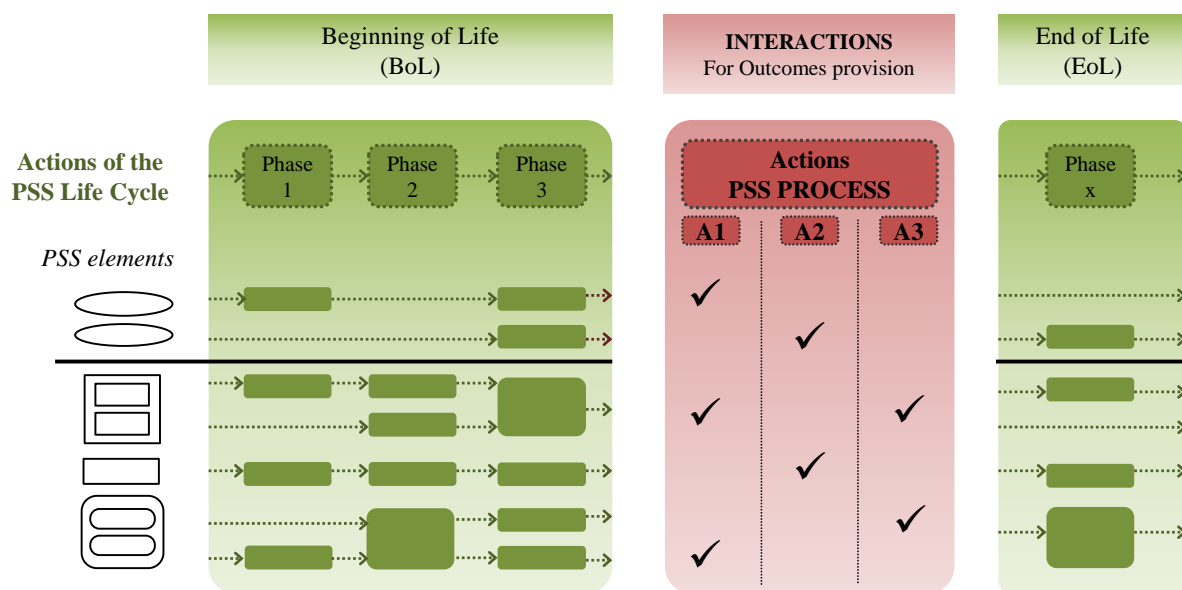 Beginning of Life
(BoL)
INTERACTIONS
For Outcomes provision
End of Life
(EoL)
Actions of the
PSS Life Cycle
Phase
1
Phase
2
Phase
3
Actions
PSS PROCESS
Phase
x
A1
A2
A3
PSS elements